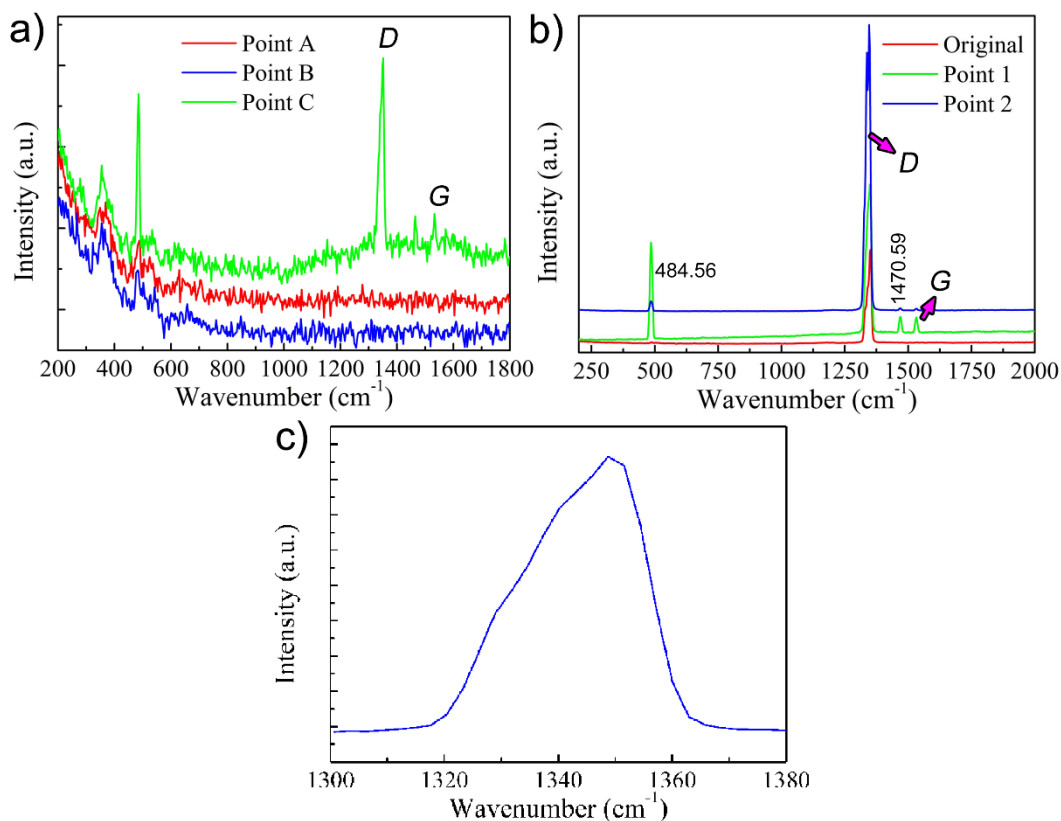 a)
Point A
Point B
Point C
D
G
Intensity (a.u.)
200 400 600 800 1000 1200 1400 1600 1800
Wavenumber (cm⁻¹)
b)
Original
Point 1
Point 2
D
484.56
1470.59
G
Intensity (a.u.)
250 500 750 1000 1250 1500 1750 2000
Wavenumber (cm⁻¹)
c)
Intensity (a.u.)
1300 1320 1340 1360 1380
Wavenumber (cm⁻¹)